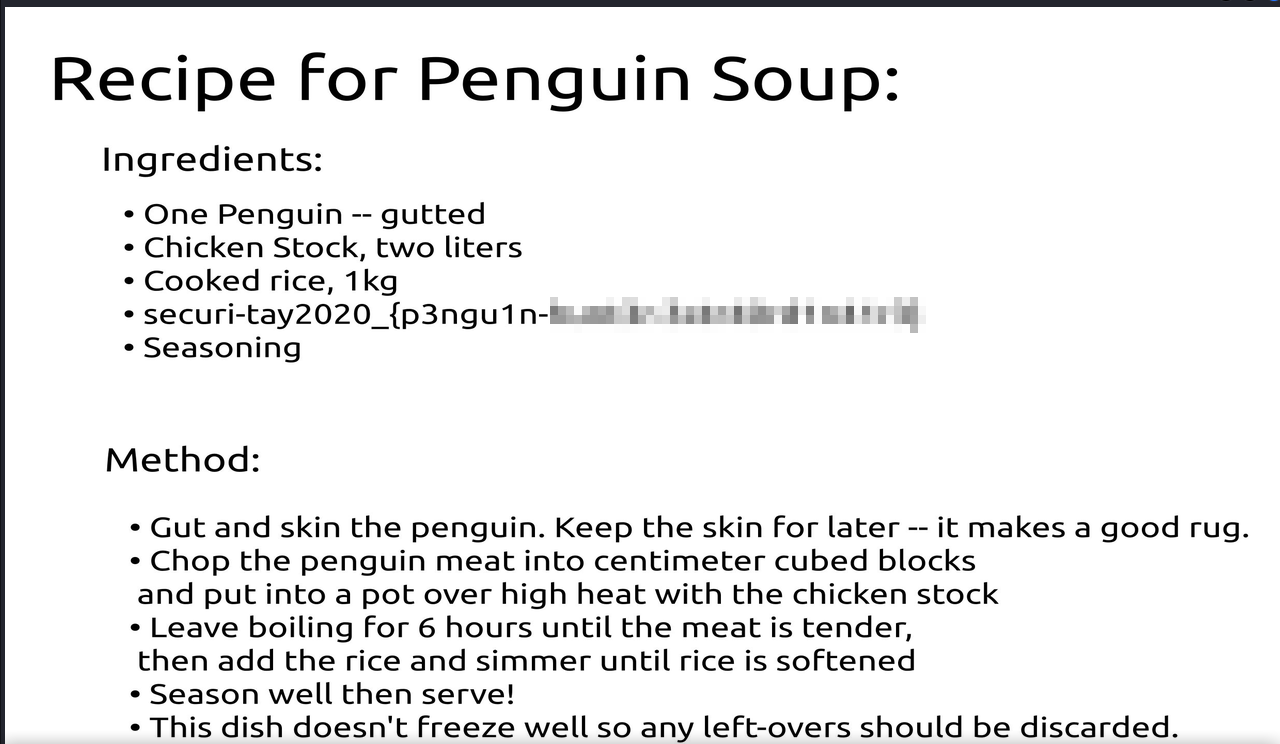 Recipe for Penguin Soup:
Ingredients:
• One Penguin -- gutted
• Chicken Stock, two liters
• Cooked rice, 1kg
• securi-tay2020_{p3ngu1n-
• Seasoning
Method:
• Gut and skin the penguin. Keep the skin for later -- it makes a good rug.
• Chop the penguin meat into centimeter cubed blocks
and put into a pot over high heat with the chicken stock
• Leave boiling for 6 hours until the meat is tender,
then add the rice and simmer until rice is softened
• Season well then serve!
• This dish doesn't freeze well so any left-overs should be discarded.